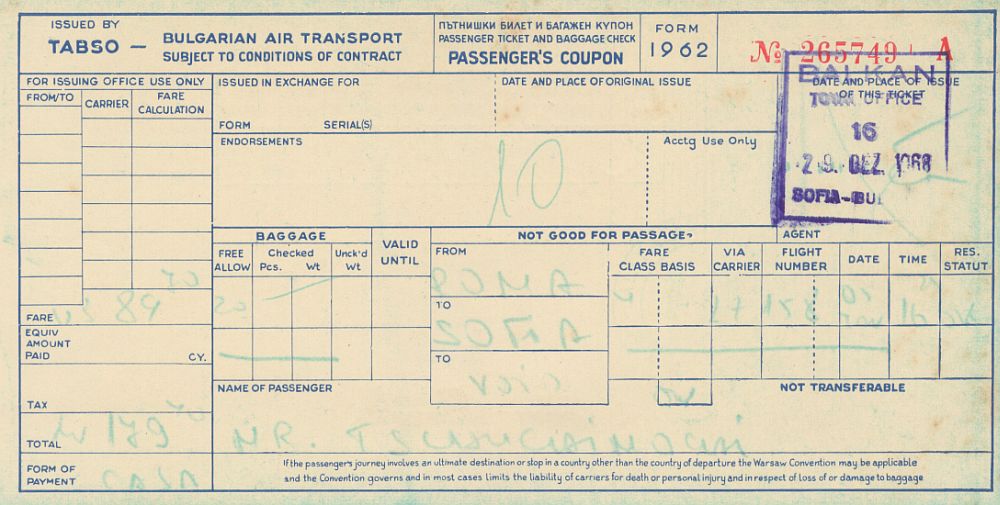 ISSUED BY
TABSO — BULGARIAN AIR TRANSPORT
SUBJECT TO CONDITIONS OF CONTRACT
ПЪТНИШКИ БИЛЕТ И БАГАЖЕН КУПОН
PASSENGER TICKET AND BAGGAGE CHECK
PASSENGER'S COUPON
FORM
1962
№ 265749 A
FOR ISSUING OFFICE USE ONLY
FROM/TO
CARRIER
FARE
CALCULATION
ISSUED IN EXCHANGE FOR
DATE AND PLACE OF ORIGINAL ISSUE
DATE AND PLACE OF ISSUE
OF THIS TICKET
BALKAN
TOWN OFFICE
16
29. DEZ. 1968
SOFIA-BUL
FORM SERIAL(S)
ENDORSEMENTS
Acctg Use Only
10
AGENT
BAGGAGE
FREE
ALLOW
Checked
Pcs. Wt
Unck'd
Wt
VALID
UNTIL
NOT GOOD FOR PASSAGE
FROM
FARE
CLASS BASIS
VIA
CARRIER
FLIGHT
NUMBER
DATE
TIME
RES.
STATUT
TO
TO
FARE
EQUIV
AMOUNT
PAID CY.
TAX
TOTAL
179
FORM OF
PAYMENT
NAME OF PASSENGER
MR.
NOT TRANSFERABLE
If the passenger's journey involves an ultimate destination or stop in a country other than the country of departure the Warsaw Convention may be applicable
and the Convention governs and in most cases limits the liability of carriers for death or personal injury and in respect of loss of or damage to baggage